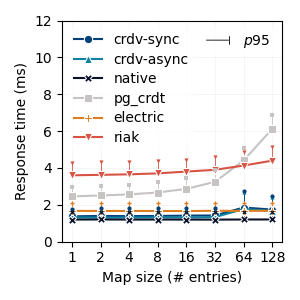 12
10
8
6
4
2
0
Response time (ms)
crdv-sync
crdv-async
native
pg_crdt
electric
riak
p95
1 2 4 8 16 32 64 128
Map size (# entries)